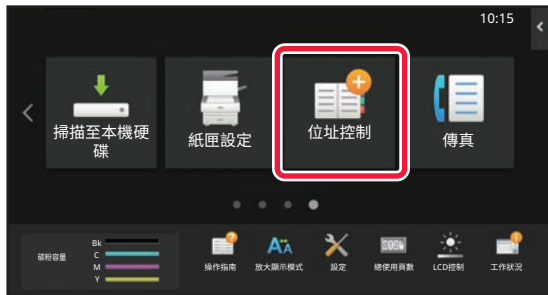 10:15
掃描至本機硬
碟
紙匣設定
位址控制
傳真
碳粉容量
Bk
C
M
Y
操作指南
放大顯示模式
設定
總使用頁數
LCD控制
工作狀況